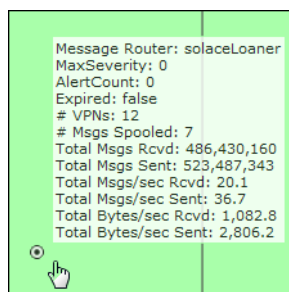 Message Router: solaceLoaner
MaxSeverity: 0
AlertCount: 0
Expired: false
# VPNs: 12
# Msgs Spooled: 7
Total Msgs Rcvd: 486,430,160
Total Msgs Sent: 523,487,343
Total Msgs/sec Rcvd: 20.1
Total Msgs/sec Sent: 36.7
Total Bytes/sec Rcvd: 1,082.8
Total Bytes/sec Sent: 2,806.2